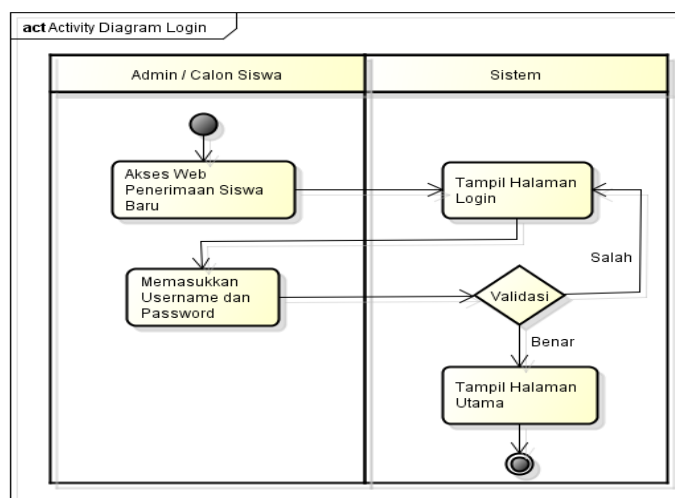 act Activity Diagram Login
Admin / Calon Siswa
Sistem
Akses Web
Penerimaan Siswa
Baru
Tampil Halaman
Login
Salah
Memasukkan
Username dan
Password
Validasi
Benar
Tampil Halaman
Utama